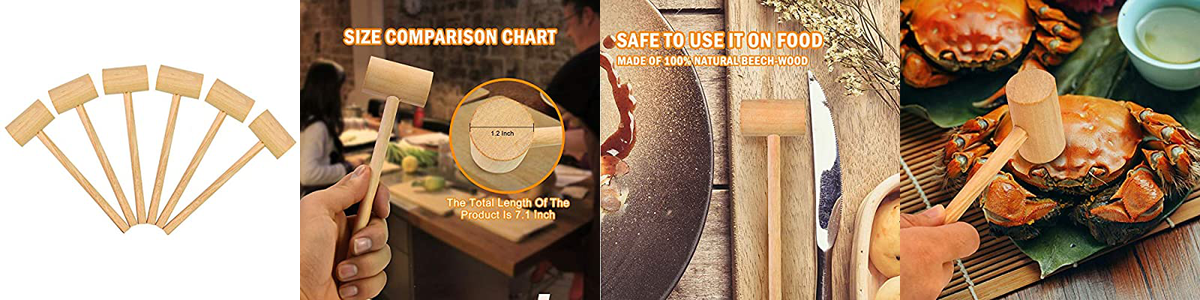 SIZE COMPARISON CHART
1.2 Inch
The Total Length Of The
Product Is 7.1 Inch
SAFE TO USE IT ON FOOD
MADE OF 100% NATURAL BEECH-WOOD